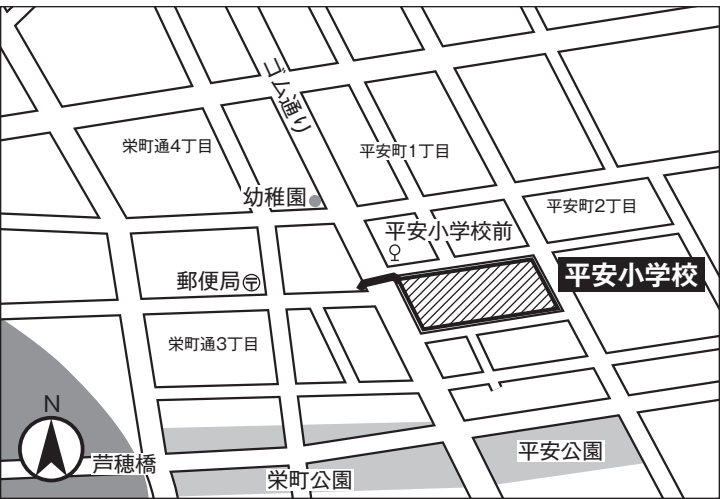 ゴム通り
栄町通4丁目
平安町1丁目
幼稚園
平安町2丁目
平安小学校前
平安小学校
郵便局〶
栄町通3丁目
N
芦穂橋
栄町公園
平安公園